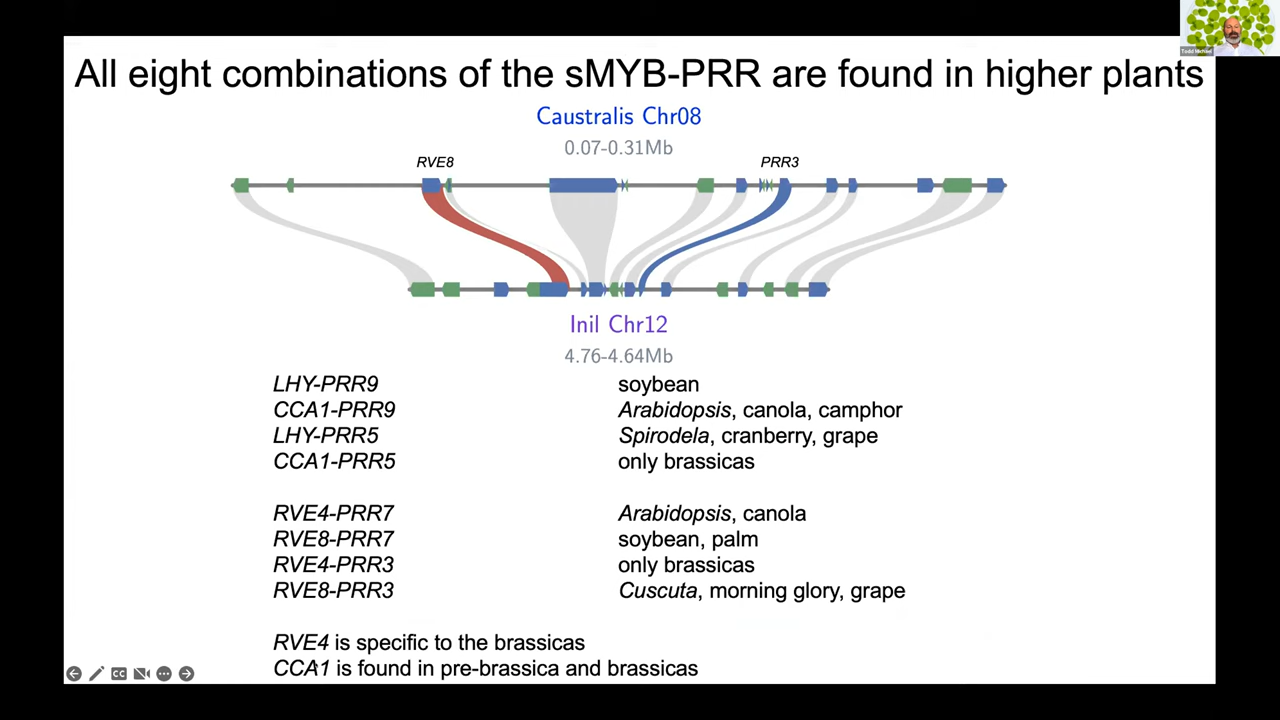 Todd Michael
All eight combinations of the sMYB-PRR are found in higher plants
Caustralis Chr08
0.07-0.31Mb
RVE8 PRR3
Inil Chr12
4.76-4.64Mb
LHY-PRR9 soybean
CCA1-PRR9 Arabidopsis, canola, camphor
LHY-PRR5 Spirodela, cranberry, grape
CCA1-PRR5 only brassicas
RVE4-PRR7 Arabidopsis, canola
RVE8-PRR7 soybean, palm
RVE4-PRR3 only brassicas
RVE8-PRR3 Cuscuta, morning glory, grape
RVE4 is specific to the brassicas
CCA1 is found in pre-brassica and brassicas
CC